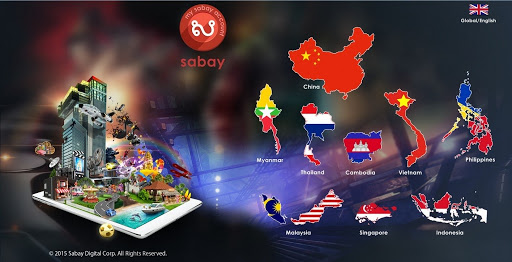 my sabay account
sabay
Global/English
China
Myanmar
Thailand
Cambodia
Vietnam
Philippines
Malaysia
Singapore
Indonesia
© 2015 Sabay Digital Corp. All Rights Reserved.